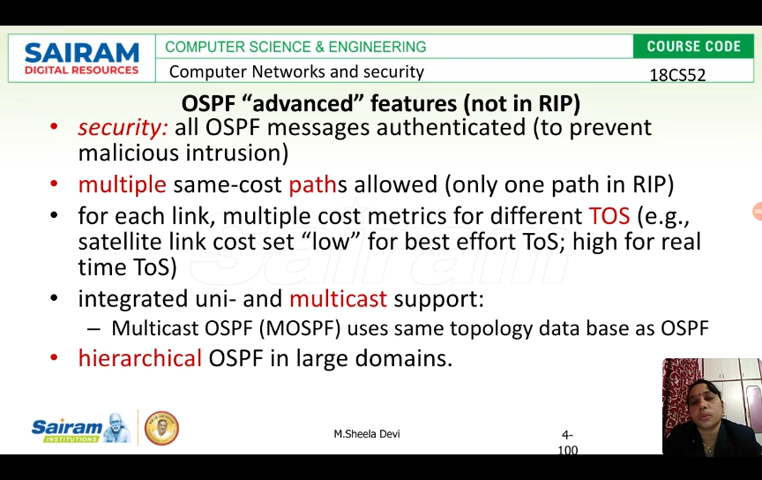 SAIRAM
DIGITAL RESOURCES
COMPUTER SCIENCE & ENGINEERING
COURSE CODE
Computer Networks and security
18CS52
OSPF “advanced” features (not in RIP)
• security: all OSPF messages authenticated (to prevent
malicious intrusion)
• multiple same-cost paths allowed (only one path in RIP)
• for each link, multiple cost metrics for different TOS (e.g.,
satellite link cost set “low” for best effort ToS; high for real
time ToS)
• integrated uni- and multicast support:
– Multicast OSPF (MOSPF) uses same topology data base as OSPF
• hierarchical OSPF in large domains.
Sairam
Sairam
INSTITUTIONS
M.Sheela Devi
4-
100